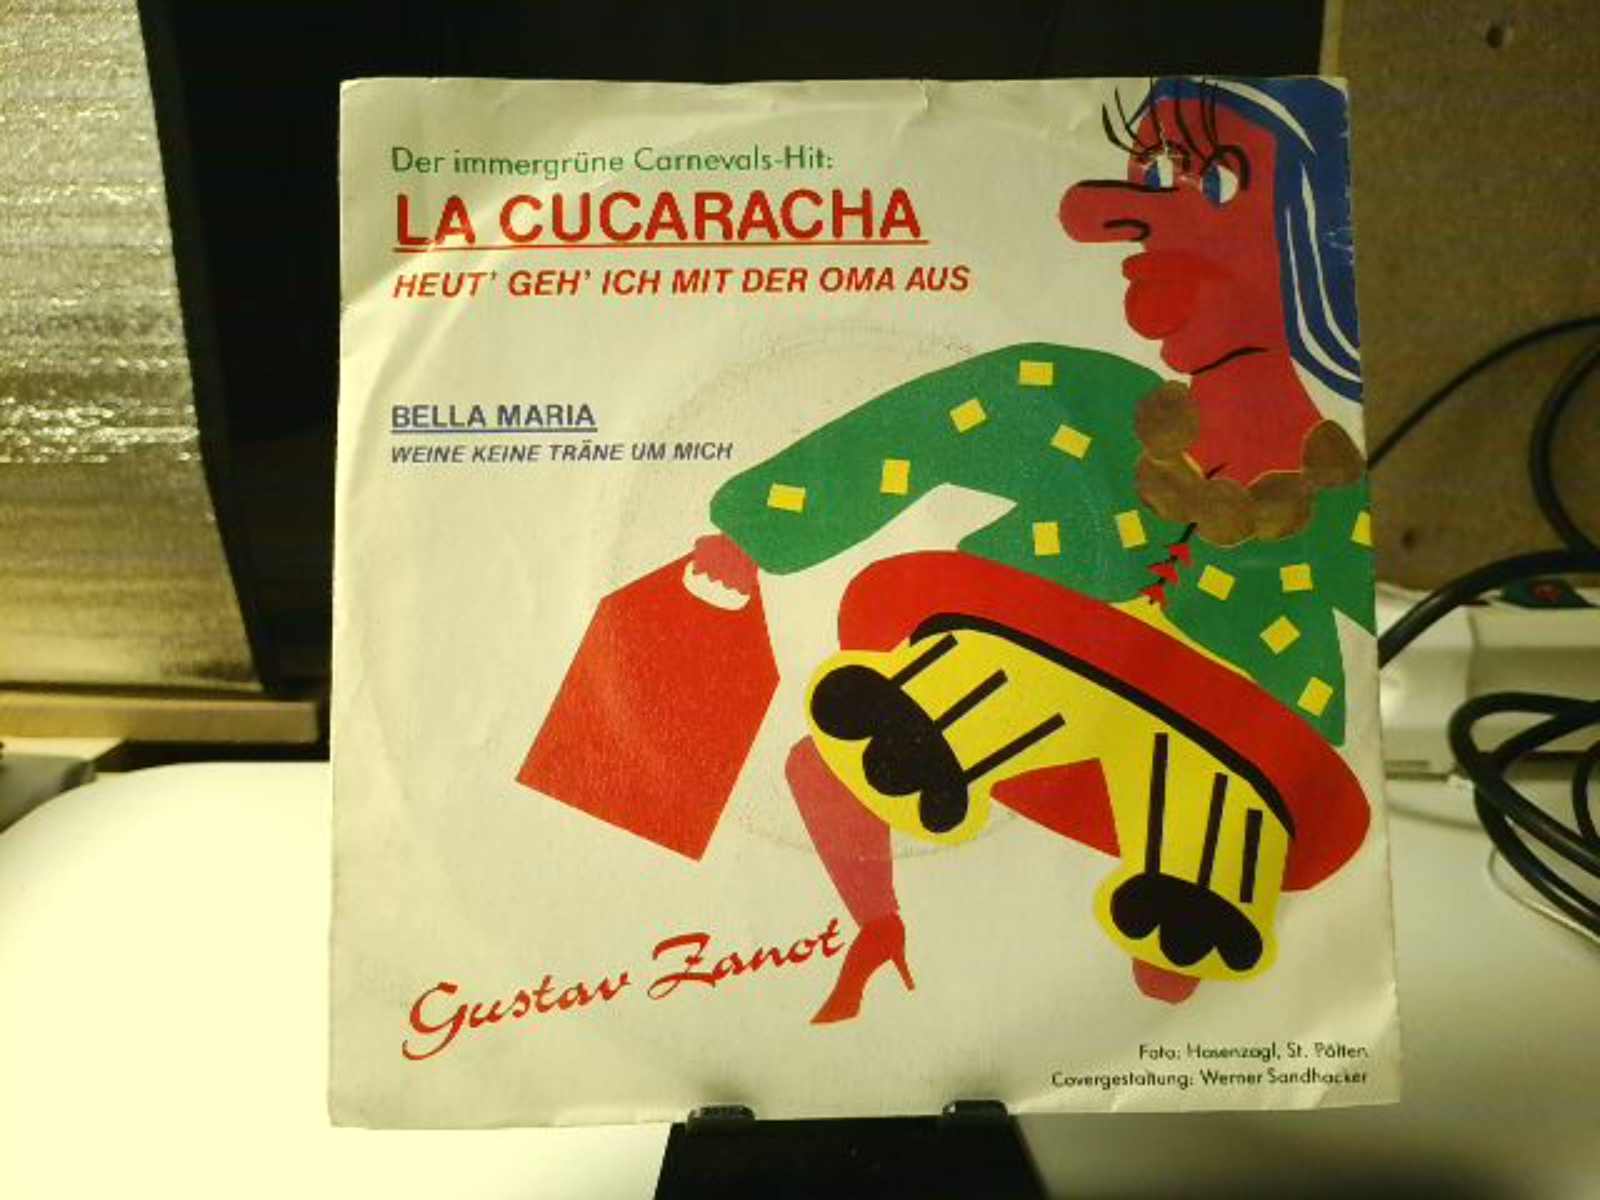 Der immergrüne Carnevals-Hit:
LA CUCARACHA
HEUT' GEH' ICH MIT DER OMA AUS
BELLA MARIA
WEINE KEINE TRÄNE UM MICH
Gustav Zanot
Foto: Hasenzagl, St. Pölten
Covergestaltung: Werner Sandhacker